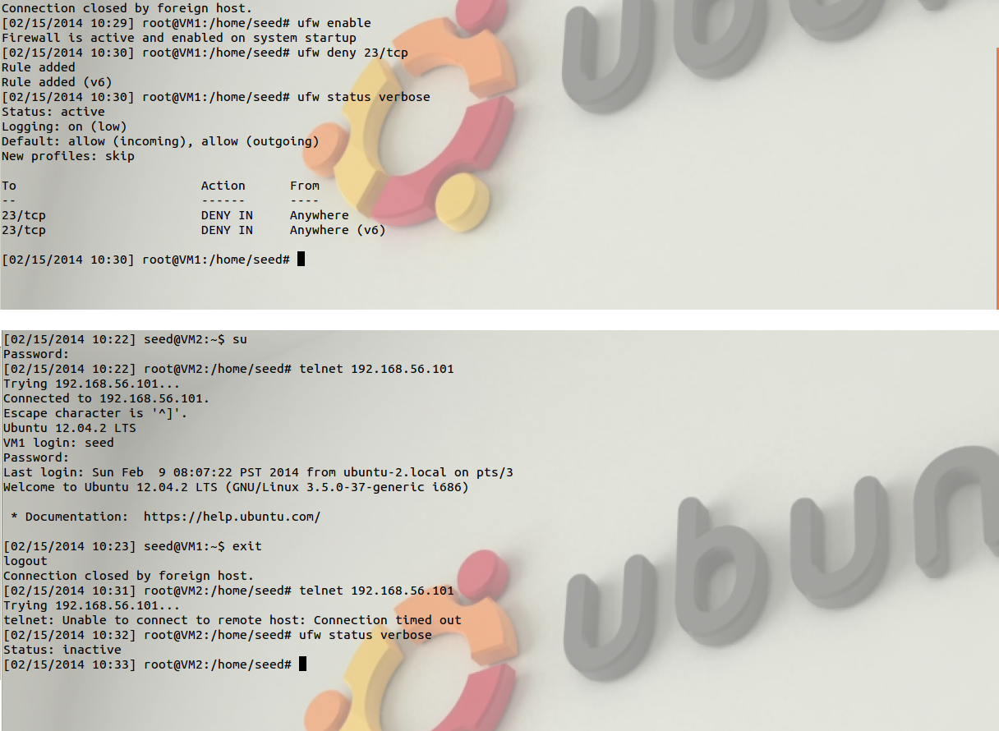 Connection closed by foreign host.
[02/15/2014 10:29] root@VM1:/home/seed# ufw enable
Firewall is active and enabled on system startup
[02/15/2014 10:30] root@VM1:/home/seed# ufw deny 23/tcp
Rule added
Rule added (v6)
[02/15/2014 10:30] root@VM1:/home/seed# ufw status verbose
Status: active
Logging: on (low)
Default: allow (incoming), allow (outgoing)
New profiles: skip

To                         Action      From
--                         ------      ----
23/tcp                     DENY IN     Anywhere
23/tcp                     DENY IN     Anywhere (v6)

[02/15/2014 10:30] root@VM1:/home/seed#
ubu
[02/15/2014 10:22] seed@VM2:~$ su
Password:
[02/15/2014 10:22] root@VM2:/home/seed# telnet 192.168.56.101
Trying 192.168.56.101...
Connected to 192.168.56.101.
Escape character is '^]'.
Ubuntu 12.04.2 LTS
VM1 login: seed
Password:
Last login: Sun Feb  9 08:07:22 PST 2014 from ubuntu-2.local on pts/3
Welcome to Ubuntu 12.04.2 LTS (GNU/Linux 3.5.0-37-generic i686)

 * Documentation:  https://help.ubuntu.com/

[02/15/2014 10:23] seed@VM1:~$ exit
logout
Connection closed by foreign host.
[02/15/2014 10:31] root@VM2:/home/seed# telnet 192.168.56.101
Trying 192.168.56.101...
telnet: Unable to connect to remote host: Connection timed out
[02/15/2014 10:32] root@VM2:/home/seed# ufw status verbose
Status: inactive
[02/15/2014 10:33] root@VM2:/home/seed#
ubun